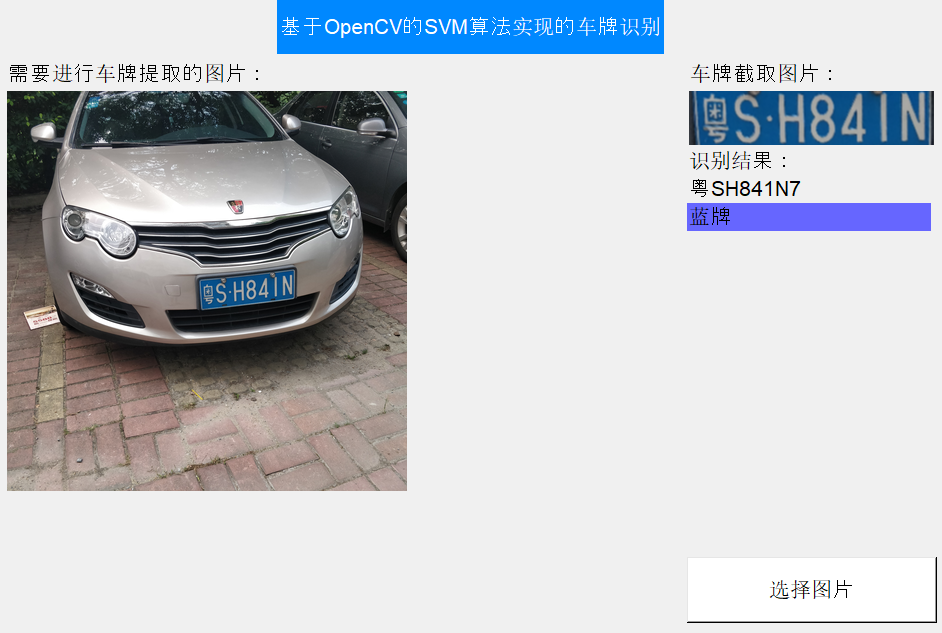 基于OpenCV的SVM算法实现的车牌识别
需要进行车牌提取的图片：
粤S·H841N
车牌截取图片：
粤S·H841N
识别结果：
粤SH841N7
蓝牌
选择图片